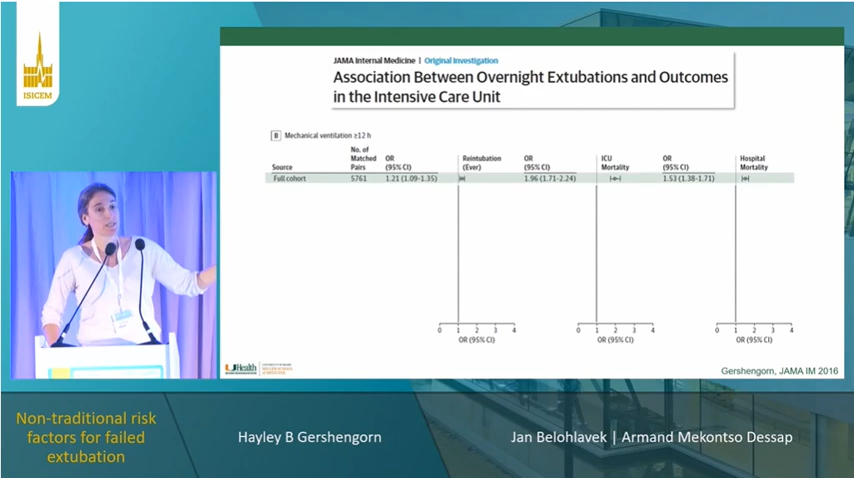 ISICEM
JAMA Internal Medicine | Original Investigation
Association Between Overnight Extubations and Outcomes
in the Intensive Care Unit
B Mechanical ventilation ≥12 h
Source No. of Matched Pairs OR (95% CI) Reintubation (Ever) OR (95% CI) ICU Mortality OR (95% CI) Hospital Mortality
Full cohort 5761 1.21 (1.09-1.35) 1.96 (1.71-2.24) 1.53 (1.38-1.71)
0 1 2 3 4 0 1 2 3 4 0 1 2 3 4
OR (95% CI) OR (95% CI) OR (95% CI)
UHealth
Gershengorn, JAMA IM 2016
Non-traditional risk
factors for failed
extubation
Hayley B Gershengorn
Jan Belohlavek | Armand Mekontso Dessap